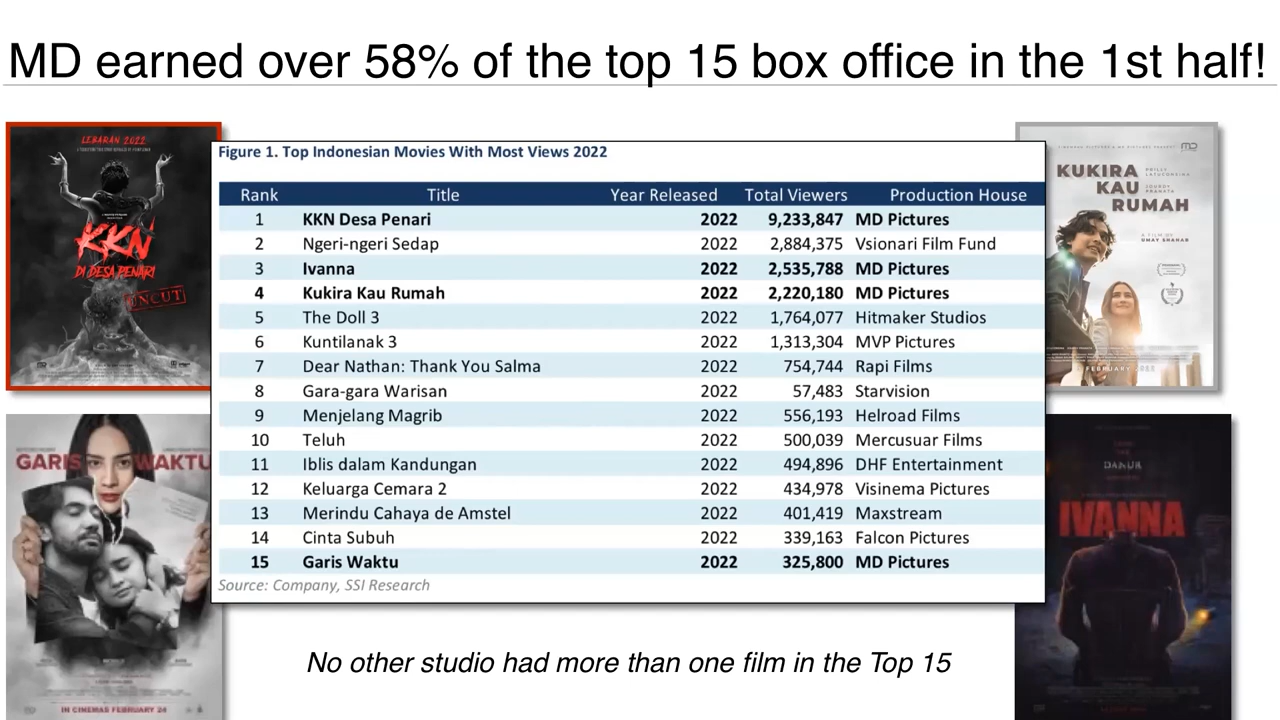 MD earned over 58% of the top 15 box office in the 1st half!
LEBARAN 2022
KKN
DI DESA PENARI
UNCUT
Figure 1. Top Indonesian Movies With Most Views 2022
Rank Title Year Released Total Viewers Production House
1 KKN Desa Penari 2022 9,233,847 MD Pictures
2 Ngeri-ngeri Sedap 2022 2,884,375 Vsionari Film Fund
3 Ivanna 2022 2,535,788 MD Pictures
4 Kukira Kau Rumah 2022 2,220,180 MD Pictures
5 The Doll 3 2022 1,764,077 Hitmaker Studios
6 Kuntilanak 3 2022 1,313,304 MVP Pictures
7 Dear Nathan: Thank You Salma 2022 754,744 Rapi Films
8 Gara-gara Warisan 2022 57,483 Starvision
9 Menjelang Magrib 2022 556,193 Helroad Films
10 Teluh 2022 500,039 Mercusuar Films
11 Iblis dalam Kandungan 2022 494,896 DHF Entertainment
12 Keluarga Cemara 2 2022 434,978 Visinema Pictures
13 Merindu Cahaya de Amstel 2022 401,419 Maxstream
14 Cinta Subuh 2022 339,163 Falcon Pictures
15 Garis Waktu 2022 325,800 MD Pictures
Source: Company, SSI Research
KUKIRA
KAU
RUMAH
PRILLY
LATUCONSINA
JOURDY
PRANATA
A FILM BY
UMAY SHAHAB
FEBRUARY
GARIS WAKTU
IN CINEMAS FEBRUARY 24
DANUR
IVANNA
No other studio had more than one film in the Top 15